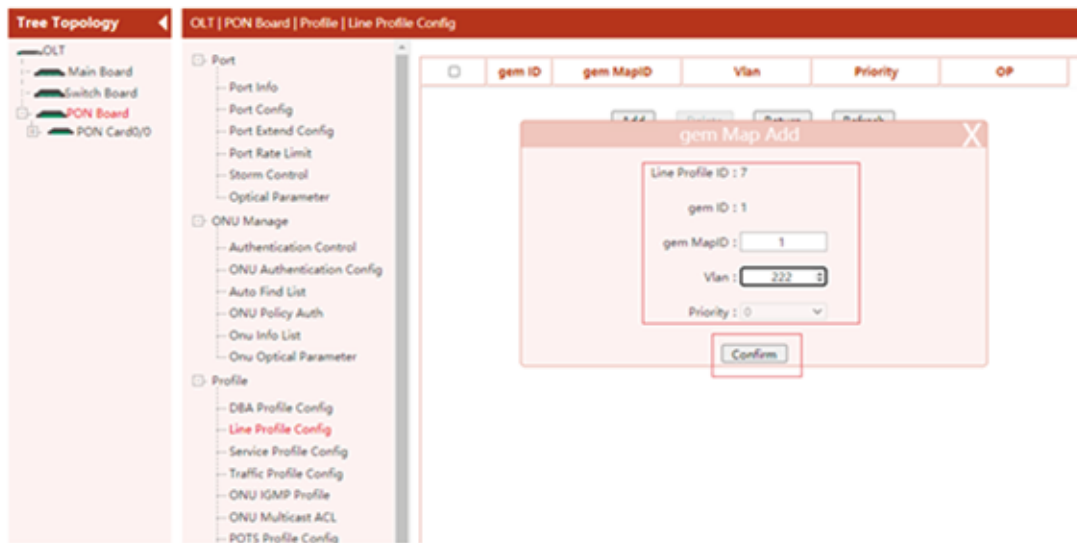 Tree Topology
OLT | PON Board | Profile | Line Profile Config
OLT
Main Board
Switch Board
PON Board
PON Card0/0
Port
Port Info
Port Config
Port Extend Config
Port Rate Limit
Storm Control
Optical Parameter
ONU Manage
Authentication Control
ONU Authentication Config
Auto Find List
ONU Policy Auth
Onu Info List
Onu Optical Parameter
Profile
DBA Profile Config
Line Profile Config
Service Profile Config
Traffic Profile Config
ONU IGMP Profile
ONU Multicast ACL
POTS Profile Config
gem ID gem MapID Vlan Priority OP
Add Delete Return Refresh
gem Map Add X
Line Profile ID : 7
gem ID : 1
gem MapID : 1
Vlan : 222
Priority : 0
Confirm